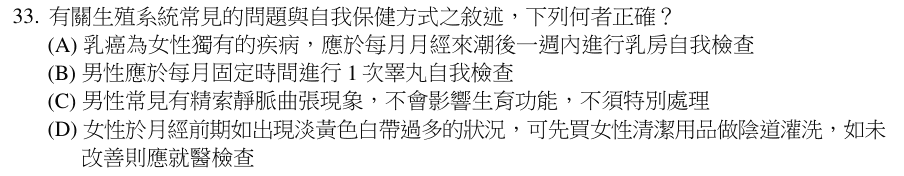 33. 有關生殖系統常見的問題與自我保健方式之敘述，下列何者正確？
(A) 乳癌為女性獨有的疾病，應於每月月經來潮後一週內進行乳房自我檢查
(B) 男性應於每月固定時間進行 1 次睪丸自我檢查
(C) 男性常見有精索靜脈曲張現象，不會影響生育功能，不須特別處理
(D) 女性於月經前期如出現淡黃色白帶過多的狀況，可先買女性清潔用品做陰道灌洗，如未
改善則應就醫檢查